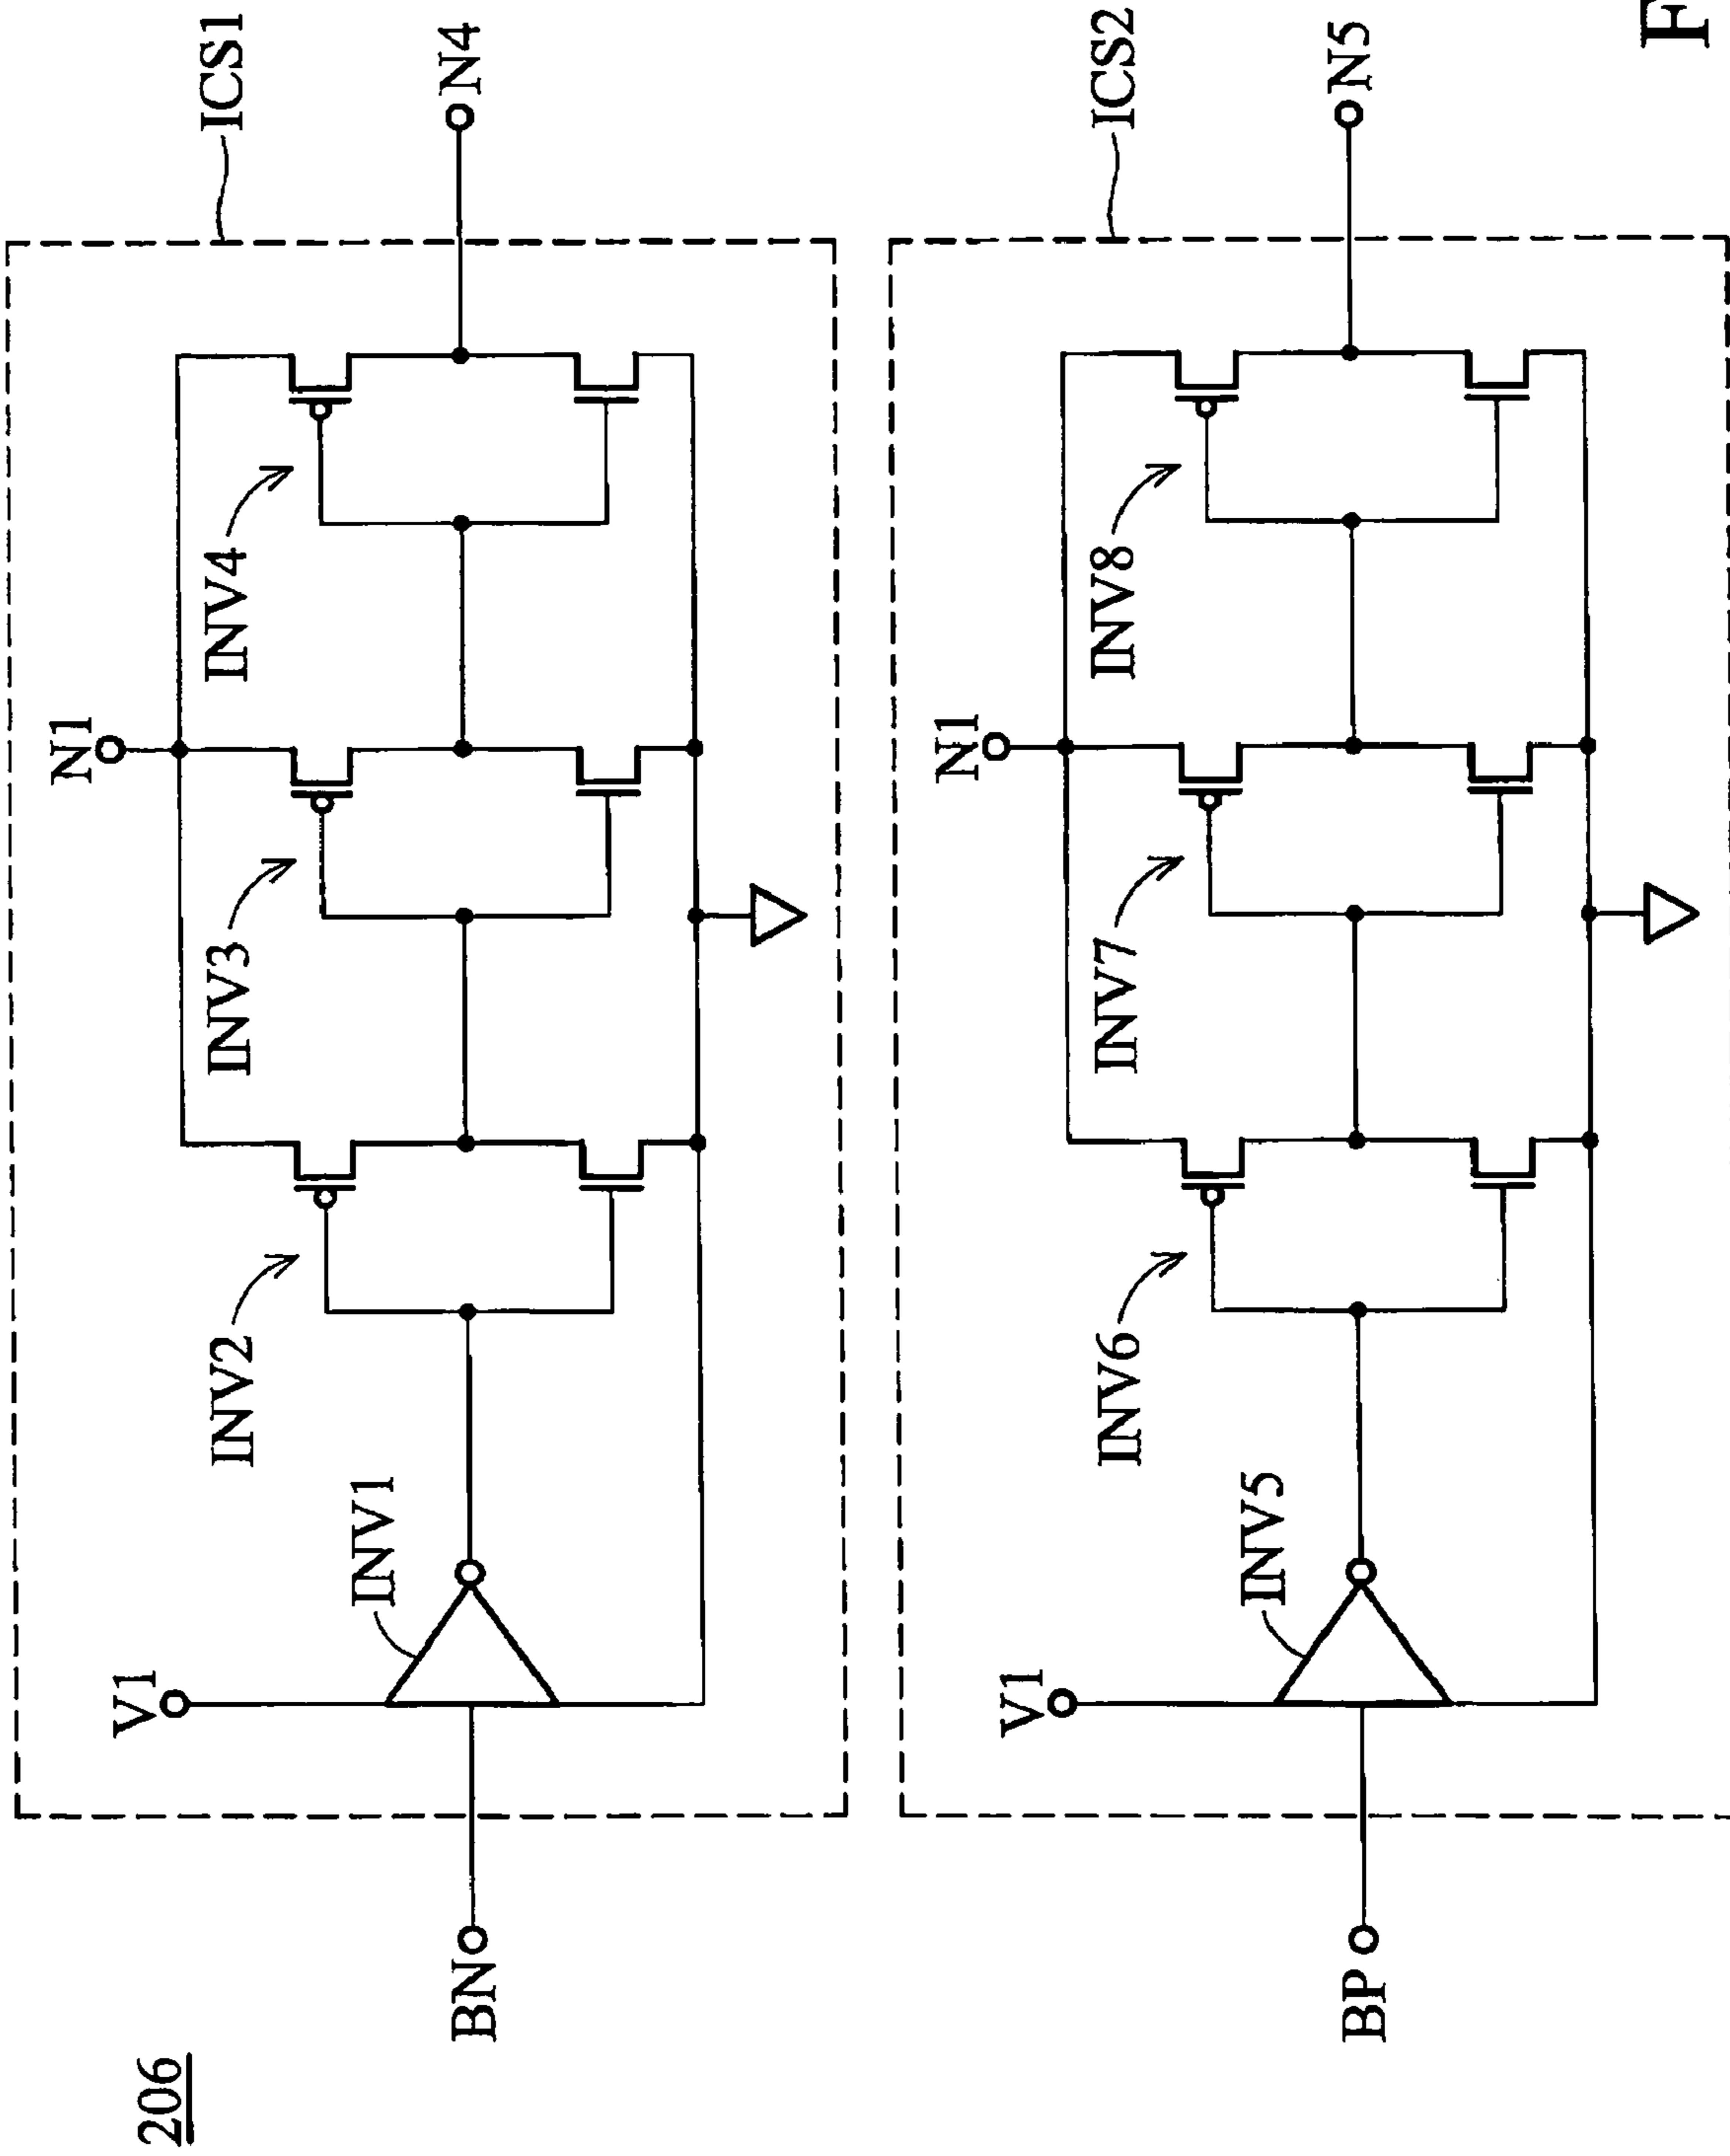 206
ICS1
N1
V1
INV1
INV2
INV3
INV4
BN
N4
ICS2
N1
V1
INV5
INV6
INV7
INV8
BP
N5
F